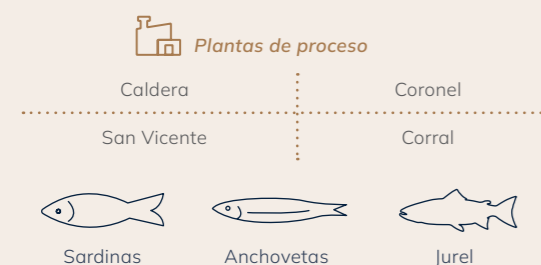 Plantas de proceso
Caldera Coronel
San Vicente Corral
Sardinas Anchovetas Jurel